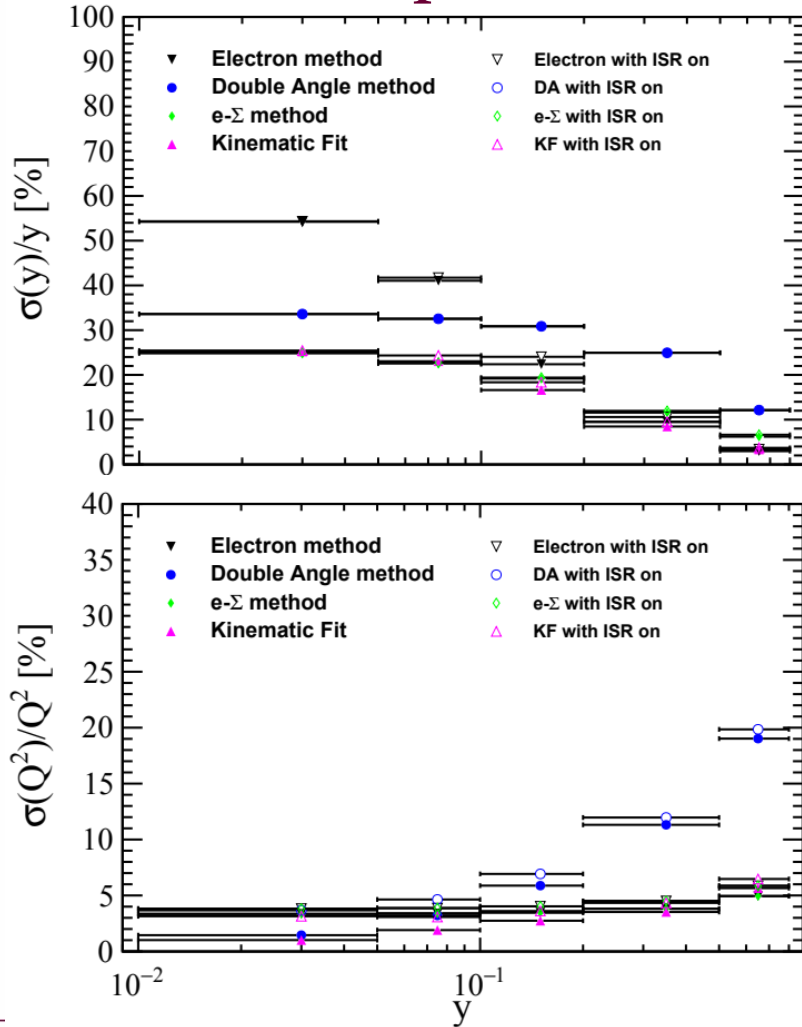 100
90
80
70
60
50
40
30
20
10
0
σ(y)/y [%]
Electron method
Double Angle method
e-Σ method
Kinematic Fit
Electron with ISR on
DA with ISR on
e-Σ with ISR on
KF with ISR on
40
35
30
25
20
15
10
5
0
σ(Q²)/Q² [%]
Electron method
Double Angle method
e-Σ method
Kinematic Fit
Electron with ISR on
DA with ISR on
e-Σ with ISR on
KF with ISR on
10⁻² 10⁻¹
y